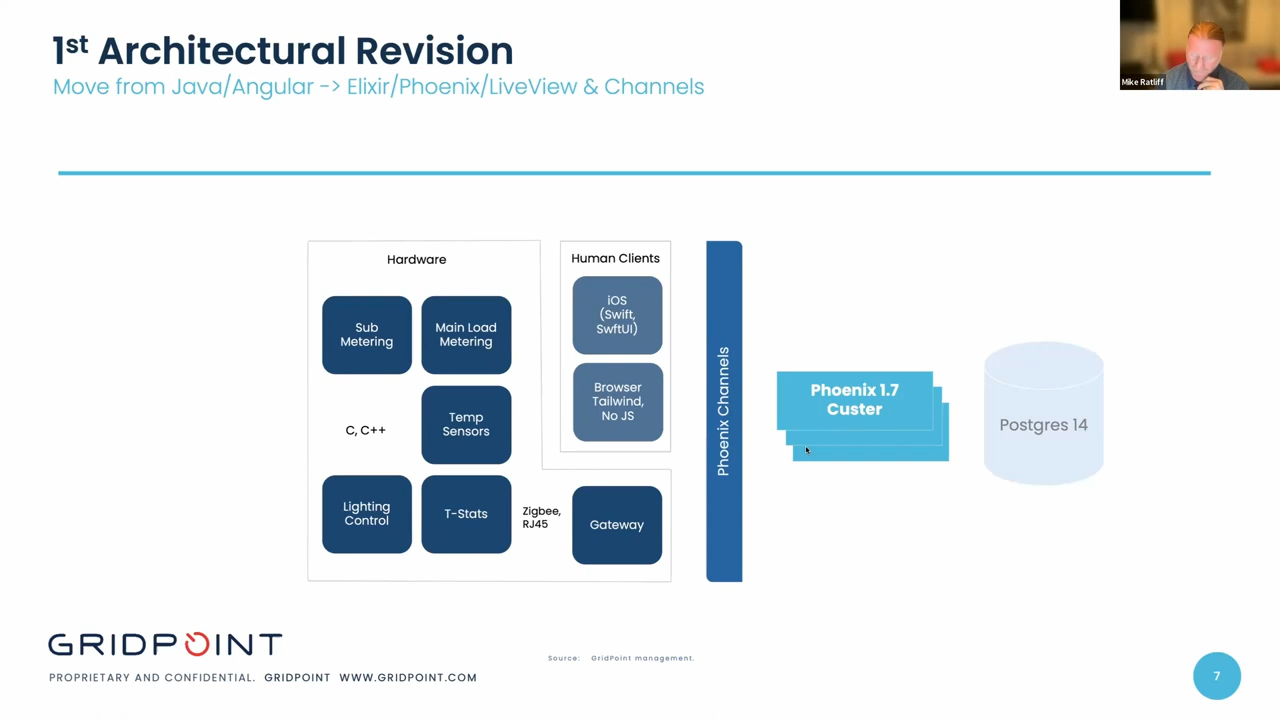 1st Architectural Revision
Move from Java/Angular -> Elixir/Phoenix/LiveView & Channels
Mike Ratliff
Hardware
Sub
Metering
Main Load
Metering
C, C++
Temp
Sensors
Lighting
Control
T-Stats
Zigbee,
RJ45
Gateway
Human Clients
iOS
(Swift,
SwftUI)
Browser
Tailwind,
No JS
Phoenix Channels
Phoenix 1.7
Custer
Postgres 14
GRIDPOINT
Source: GridPoint management.
PROPRIETARY AND CONFIDENTIAL. GRIDPOINT WWW.GRIDPOINT.COM
7